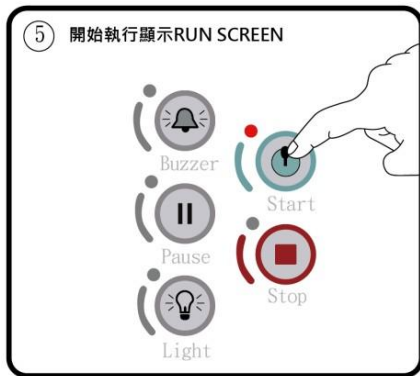 5 開始執行顯示RUN SCREEN
Buzzer
Start
Pause
Stop
Light